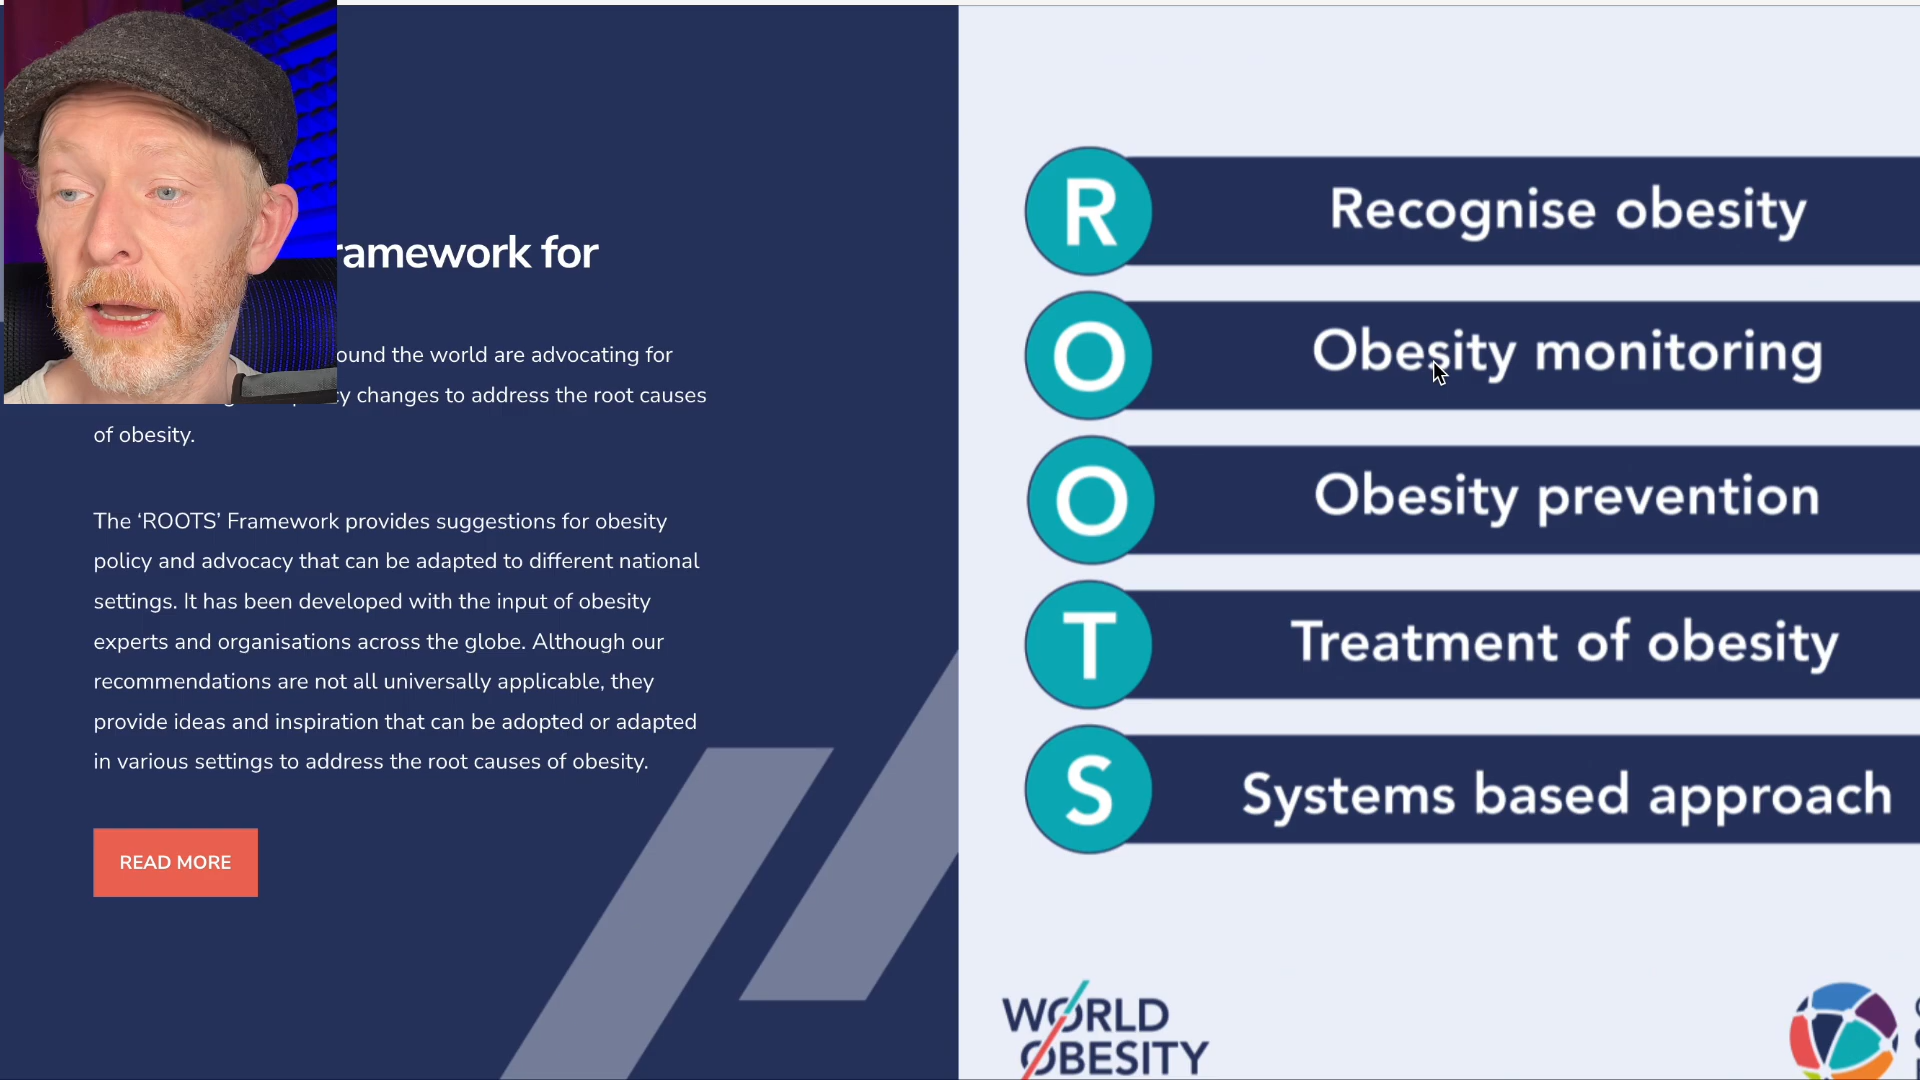 ramework for
ound the world are advocating for
changes to address the root causes
of obesity.
The ‘ROOTS’ Framework provides suggestions for obesity
policy and advocacy that can be adapted to different national
settings. It has been developed with the input of obesity
experts and organisations across the globe. Although our
recommendations are not all universally applicable, they
provide ideas and inspiration that can be adopted or adapted
in various settings to address the root causes of obesity.
READ MORE
R Recognise obesity
O Obesity monitoring
O Obesity prevention
T Treatment of obesity
S Systems based approach
WORLD
OBESITY